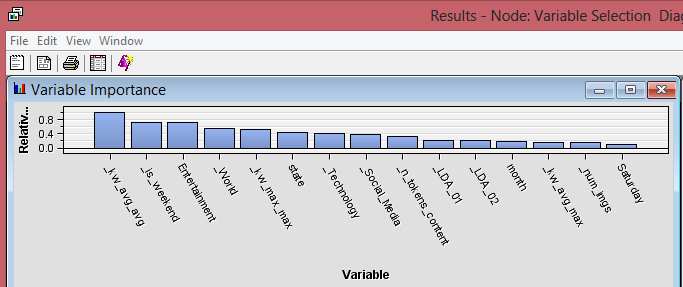 Results - Node: Variable Selection Diag
File Edit View Window
Variable Importance
Relativ...
0.8
0.4
0.0
_kw_avg_avg
_is_weekend
Entertainment
_World
_kw_max_max
state
_Technology
_Social_Media
_n_tokens_content
_LDA_01
_LDA_02
month
_kw_avg_max
_num_imgs
Saturday
Variable